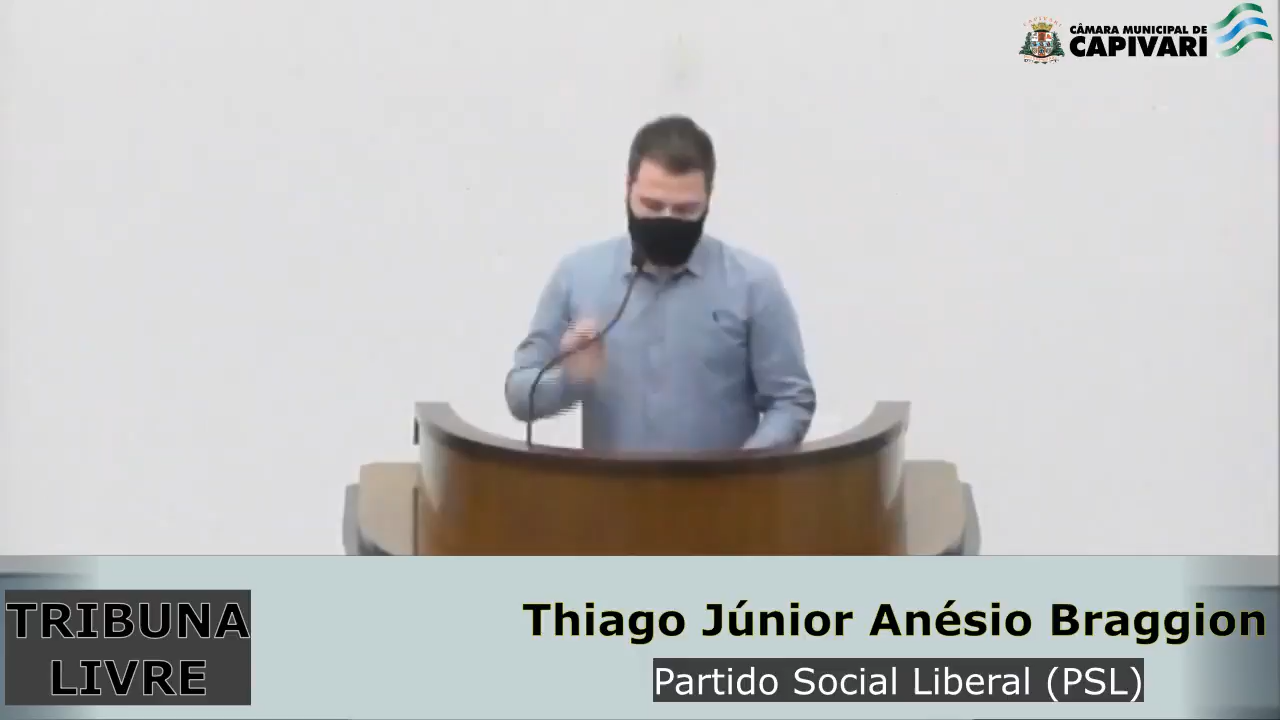 CÂMARA MUNICIPAL DE
CAPIVARI
TRIBUNA
LIVRE
Thiago Júnior Anésio Braggion
Partido Social Liberal (PSL)